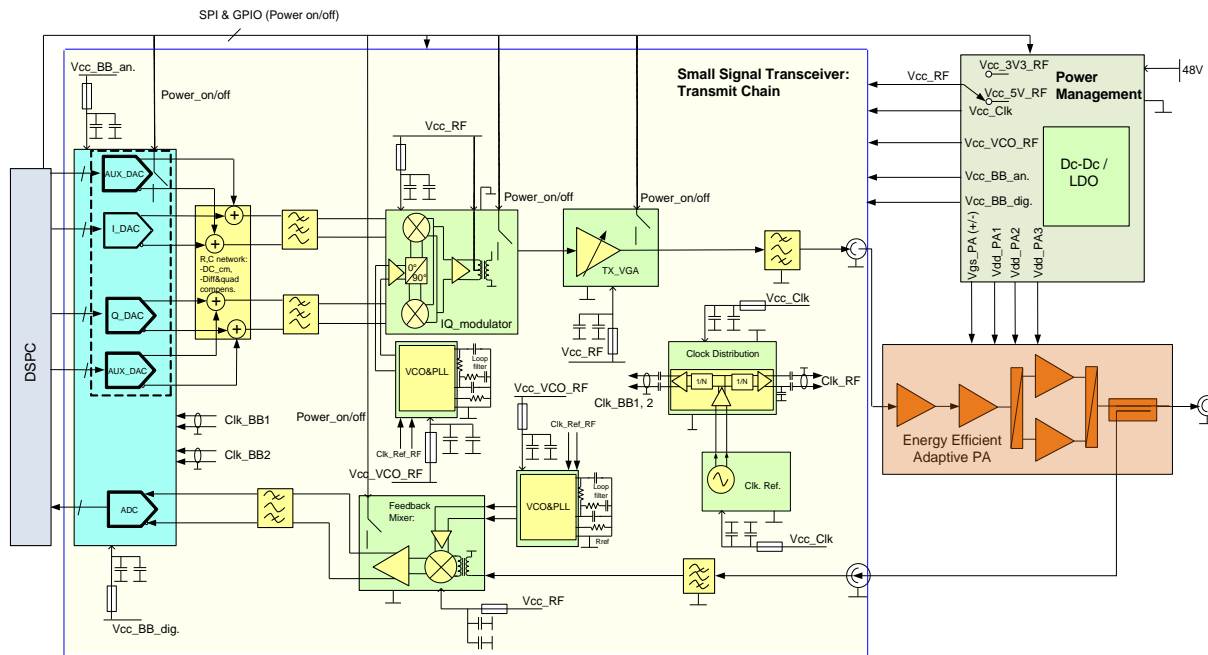 SPI & GPIO (Power on/off)
Vcc_BB_an.
Power_on/off
Small Signal Transceiver:
Transmit Chain
Vcc_RF
Vcc_3V3_RF
Power
Management
Vcc_5V_RF
48V
Vcc_Clk
Vcc_VCO_RF
Vcc_BB_an.
Vcc_BB_dig.
Dc-Dc /
LDO
Vgs_PA (+/-)
Vdd_PA1
Vdd_PA2
Vdd_PA3
DSPC
AUX_DAC
I_DAC
Q_DAC
AUX_DAC
R,C network:
-DC_cm,
-Diff&quad
compens.
Vcc_RF
Power_on/off
0°
90°
IQ_modulator
Power_on/off
TX_VGA
Vcc_RF
Vcc_Clk
Clock Distribution
1/N
1/N
Clk_RF
Clk_BB1, 2
VCO&PLL
Loop
filter
Clk_Ref_RF
Vcc_VCO_RF
Power_on/off
Clk_BB1
Clk_BB2
Vcc_VCO_RF
Clk_Ref_RF
VCO&PLL
Loop
filter
Rref
Clk. Ref.
Vcc_Clk
Energy Efficient
Adaptive PA
ADC
Feedback
Mixer:
Vcc_RF
Vcc_BB_dig.